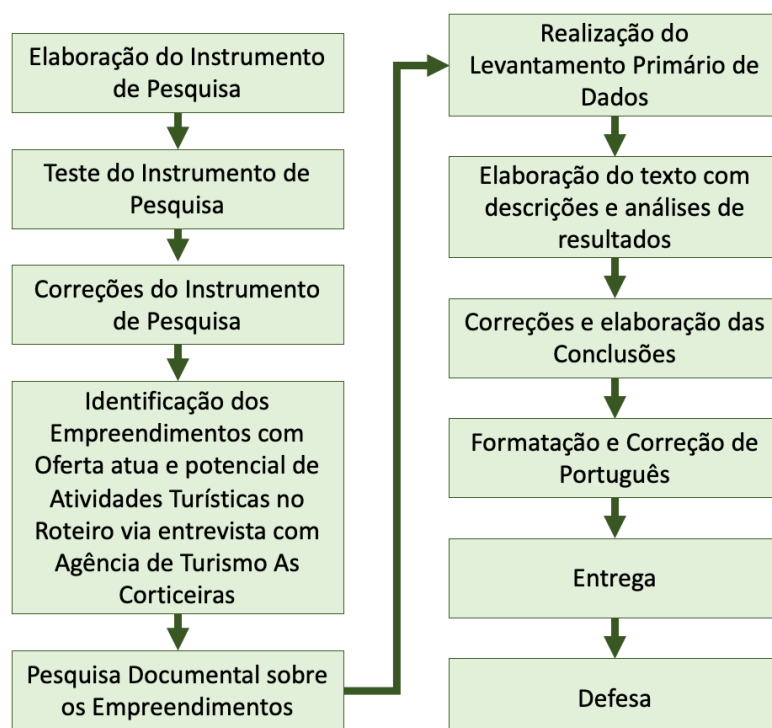 Elaboração do Instrumento
de Pesquisa
Teste do Instrumento de
Pesquisa
Correções do Instrumento
de Pesquisa
Identificação dos
Empreendimentos com
Oferta atua e potencial de
Atividades Turísticas no
Roteiro via entrevista com
Agência de Turismo As
Corticeiras
Pesquisa Documental sobre
os Empreendimentos
Realização do
Levantamento Primário de
Dados
Elaboração do texto com
descrições e análises de
resultados
Correções e elaboração das
Conclusões
Formatação e Correção de
Português
Entrega
Defesa